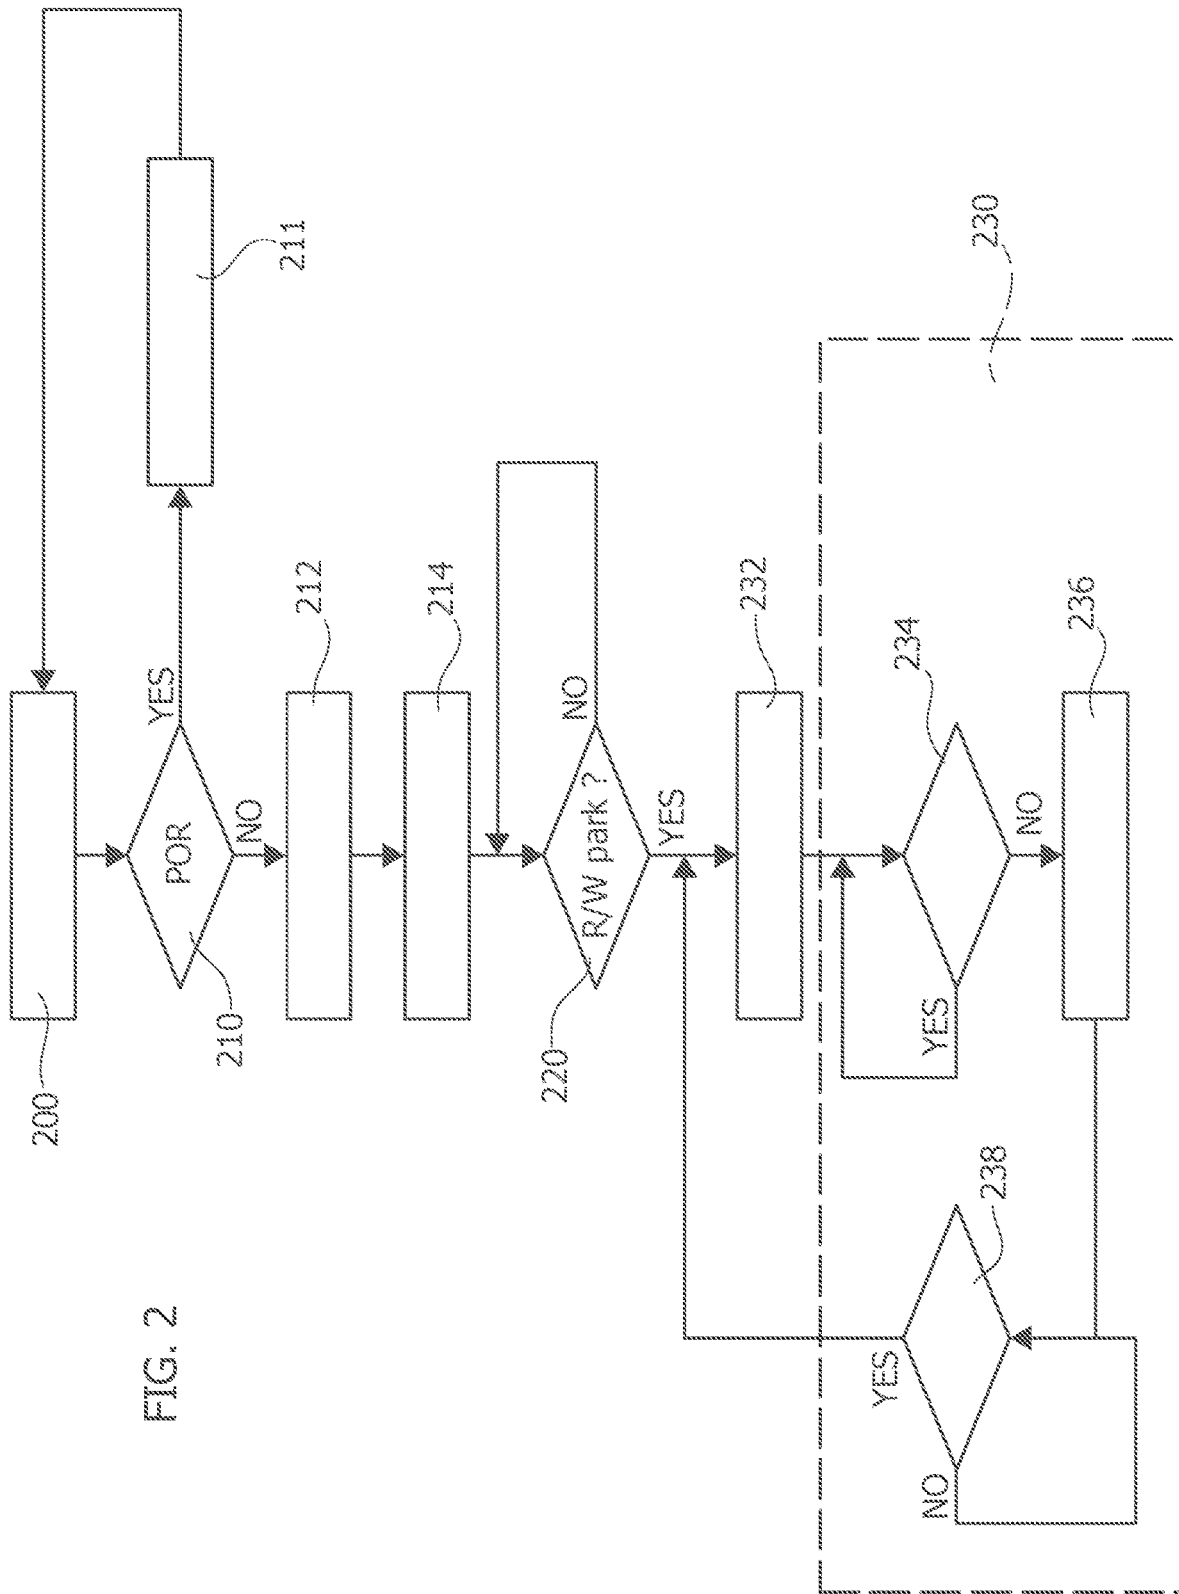 FIG. 2
200
POR
210
YES
211
NO
212
214
R/W park ?
220
NO
YES
232
230
234
YES
NO
236
238
YES
NO